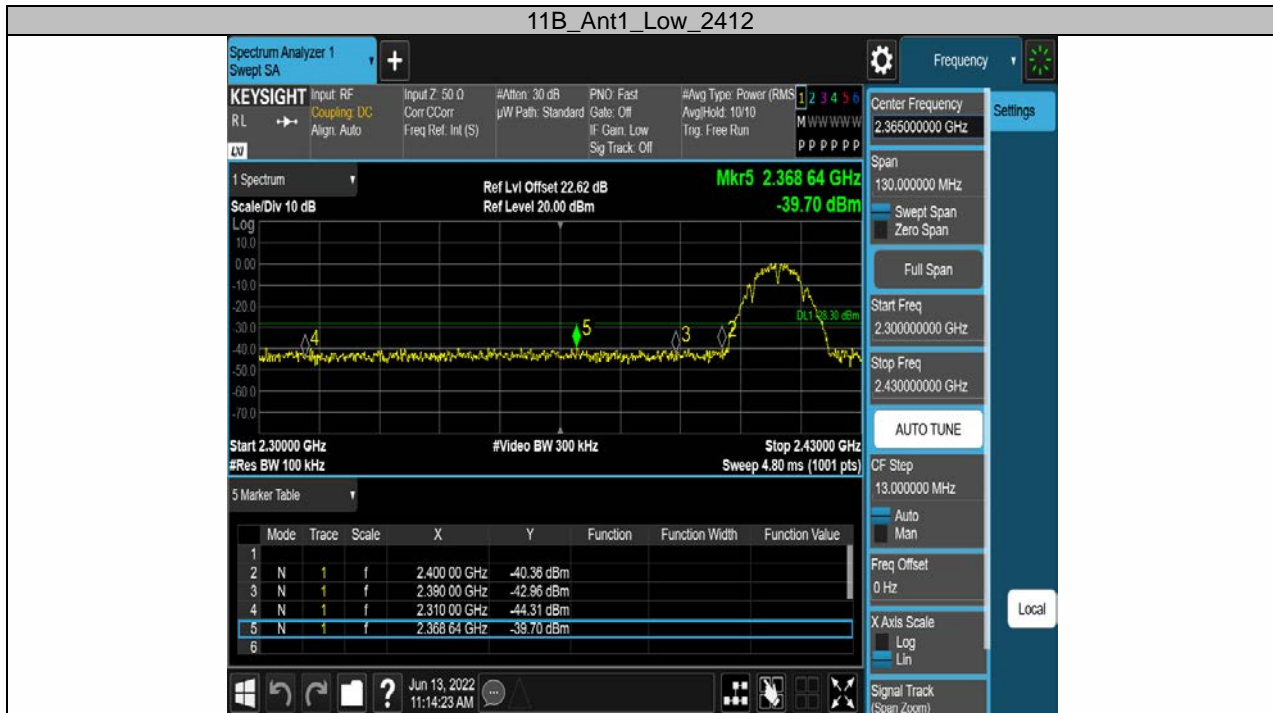 11B_Ant1_Low_2412
Spectrum Analyzer 1
Swept SA
Frequency
KEYSIGHT
RL
LXI
Input: RF
Coupling: DC
Align: Auto
Input Z: 50 Ω
Corr CCorr
Freq Ref: Int (S)
#Atten: 30 dB
µW Path: Standard
PNO: Fast
Gate: Off
IF Gain: Low
Sig Track: Off
#Avg Type: Power (RMS
Avg|Hold: 10/10
Trig: Free Run
1 2 3 4 5 6
M W W W W W
P P P P P P
1 Spectrum
Scale/Div 10 dB
Ref Lvl Offset 22.62 dB
Ref Level 20.00 dBm
Mkr5 2.368 64 GHz
-39.70 dBm
Log
10.0
0.00
-10.0
-20.0
-30.0
-40.0
-50.0
-60.0
-70.0
DL1 -28.30 dBm
4
5
3
2
Start 2.30000 GHz
#Video BW 300 kHz
Stop 2.43000 GHz
#Res BW 100 kHz
Sweep 4.80 ms (1001 pts)
5 Marker Table
Mode Trace Scale X Y Function Function Width Function Value
1
2 N 1 f 2.400 00 GHz -40.36 dBm
3 N 1 f 2.390 00 GHz -42.96 dBm
4 N 1 f 2.310 00 GHz -44.31 dBm
5 N 1 f 2.368 64 GHz -39.70 dBm
6
Jun 13, 2022
11:14:23 AM
?
Center Frequency
2.365000000 GHz
Settings
Span
130.000000 MHz
Swept Span
Zero Span
Full Span
Start Freq
2.300000000 GHz
Stop Freq
2.430000000 GHz
AUTO TUNE
CF Step
13.000000 MHz
Auto
Man
Freq Offset
0 Hz
Local
X Axis Scale
Log
Lin
Signal Track
(Span Zoom)